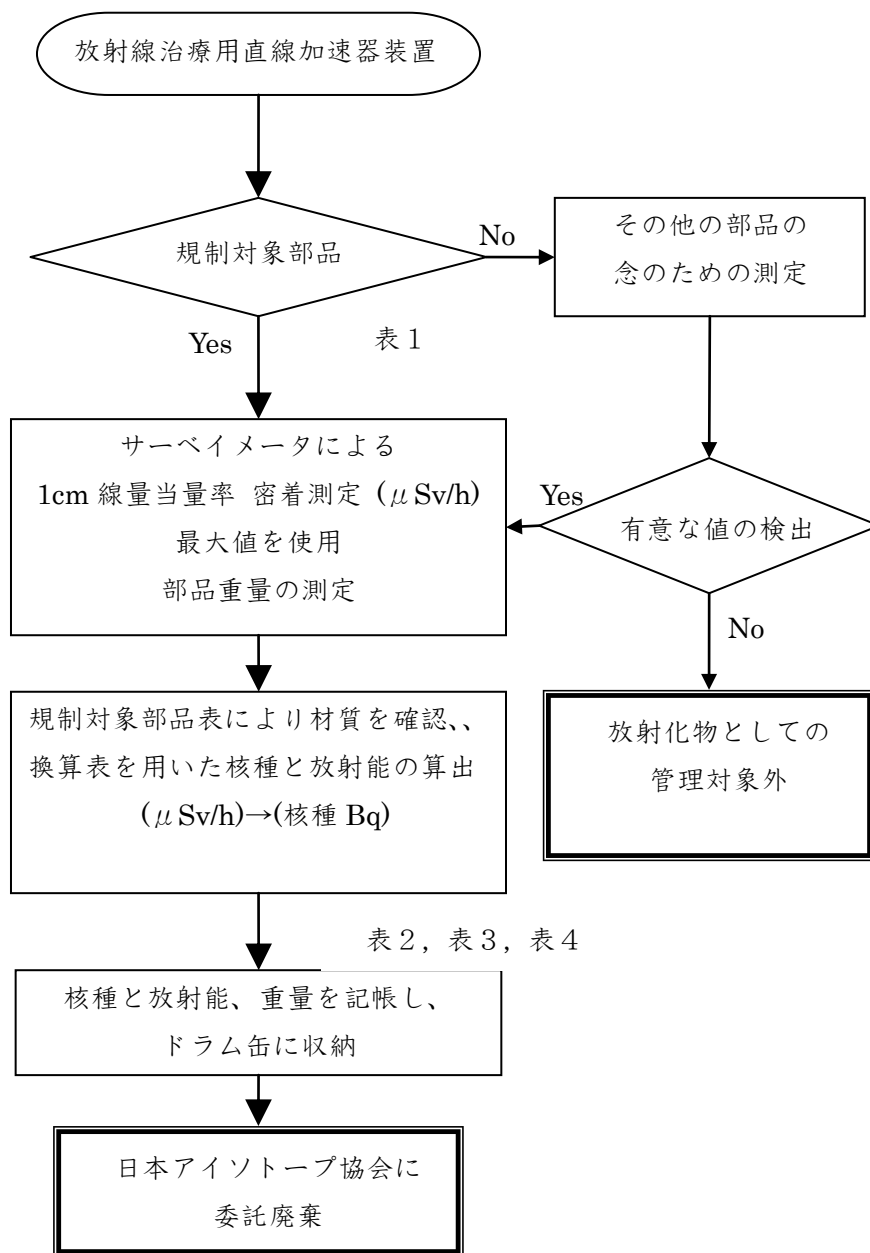 放射線治療用直線加速器装置
規制対象部品
No
その他の部品の
念のための測定
Yes
表１
サーベイメータによる
1cm 線量当量率 密着測定 (μSv/h)
最大値を使用
部品重量の測定
Yes
有意な値の検出
No
規制対象部品表により材質を確認、、
換算表を用いた核種と放射能の算出
(μSv/h)→(核種 Bq)
放射化物としての
管理対象外
表２, 表３, 表４
核種と放射能、重量を記帳し、
ドラム缶に収納
日本アイソトープ協会に
委託廃棄